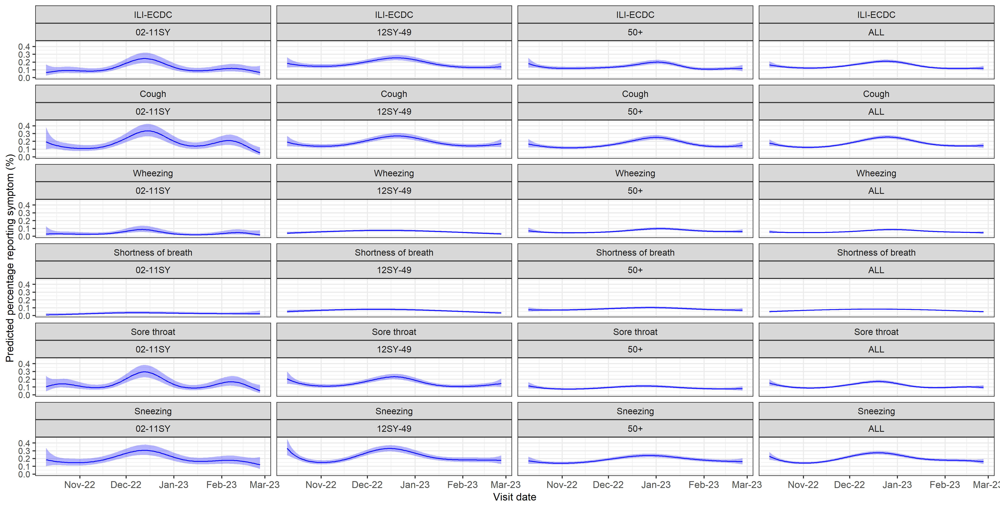 ILI-ECDC ILI-ECDC ILI-ECDC ILI-ECDC
02-11SY 12SY-49 50+ ALL
0.4
0.3
0.2
0.1
0.0
Cough Cough Cough Cough
02-11SY 12SY-49 50+ ALL
0.4
0.3
0.2
0.1
0.0
Wheezing Wheezing Wheezing Wheezing
02-11SY 12SY-49 50+ ALL
0.4
0.3
0.2
0.1
0.0
Shortness of breath Shortness of breath Shortness of breath Shortness of breath
02-11SY 12SY-49 50+ ALL
0.4
0.3
0.2
0.1
0.0
Sore throat Sore throat Sore throat Sore throat
02-11SY 12SY-49 50+ ALL
0.4
0.3
0.2
0.1
0.0
Sneezing Sneezing Sneezing Sneezing
02-11SY 12SY-49 50+ ALL
0.4
0.3
0.2
0.1
0.0
Nov-22 Dec-22 Jan-23 Feb-23 Mar-23 Nov-22 Dec-22 Jan-23 Feb-23 Mar-23 Nov-22 Dec-22 Jan-23 Feb-23 Mar-23 Nov-22 Dec-22 Jan-23 Feb-23 Mar-23
Visit date
Predicted percentage reporting symptom (%)